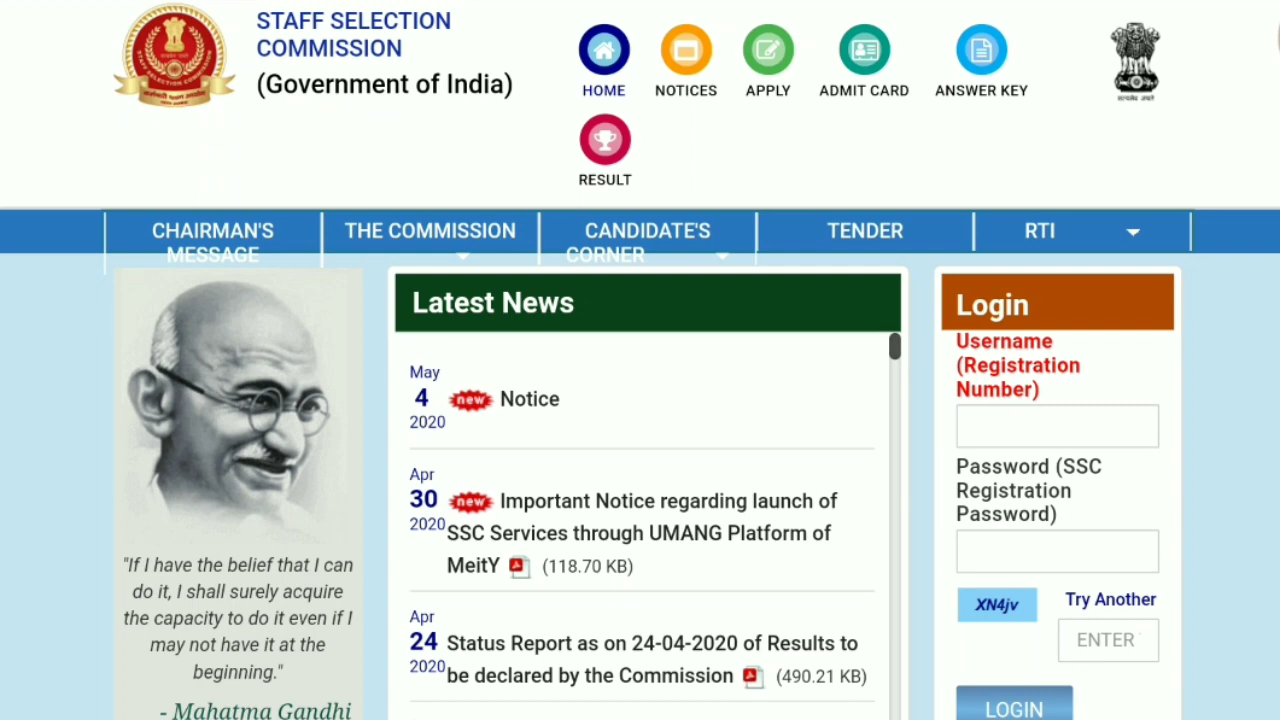 STAFF SELECTION
COMMISSION
(Government of India)
HOME
NOTICES
APPLY
ADMIT CARD
ANSWER KEY
RESULT
CHAIRMAN'S
MESSAGE
THE COMMISSION
CANDIDATE'S
CORNER
TENDER
RTI
"If I have the belief that I can
do it, I shall surely acquire
the capacity to do it even if I
may not have it at the
beginning."
- Mahatma Gandhi
Latest News
May
4
2020
new Notice
Apr
30
2020
new Important Notice regarding launch of
SSC Services through UMANG Platform of
MeitY (118.70 KB)
Apr
24
2020
Status Report as on 24-04-2020 of Results to
be declared by the Commission (490.21 KB)
Login
Username
(Registration
Number)
Password (SSC
Registration
Password)
XN4jv
Try Another
ENTER
LOGIN